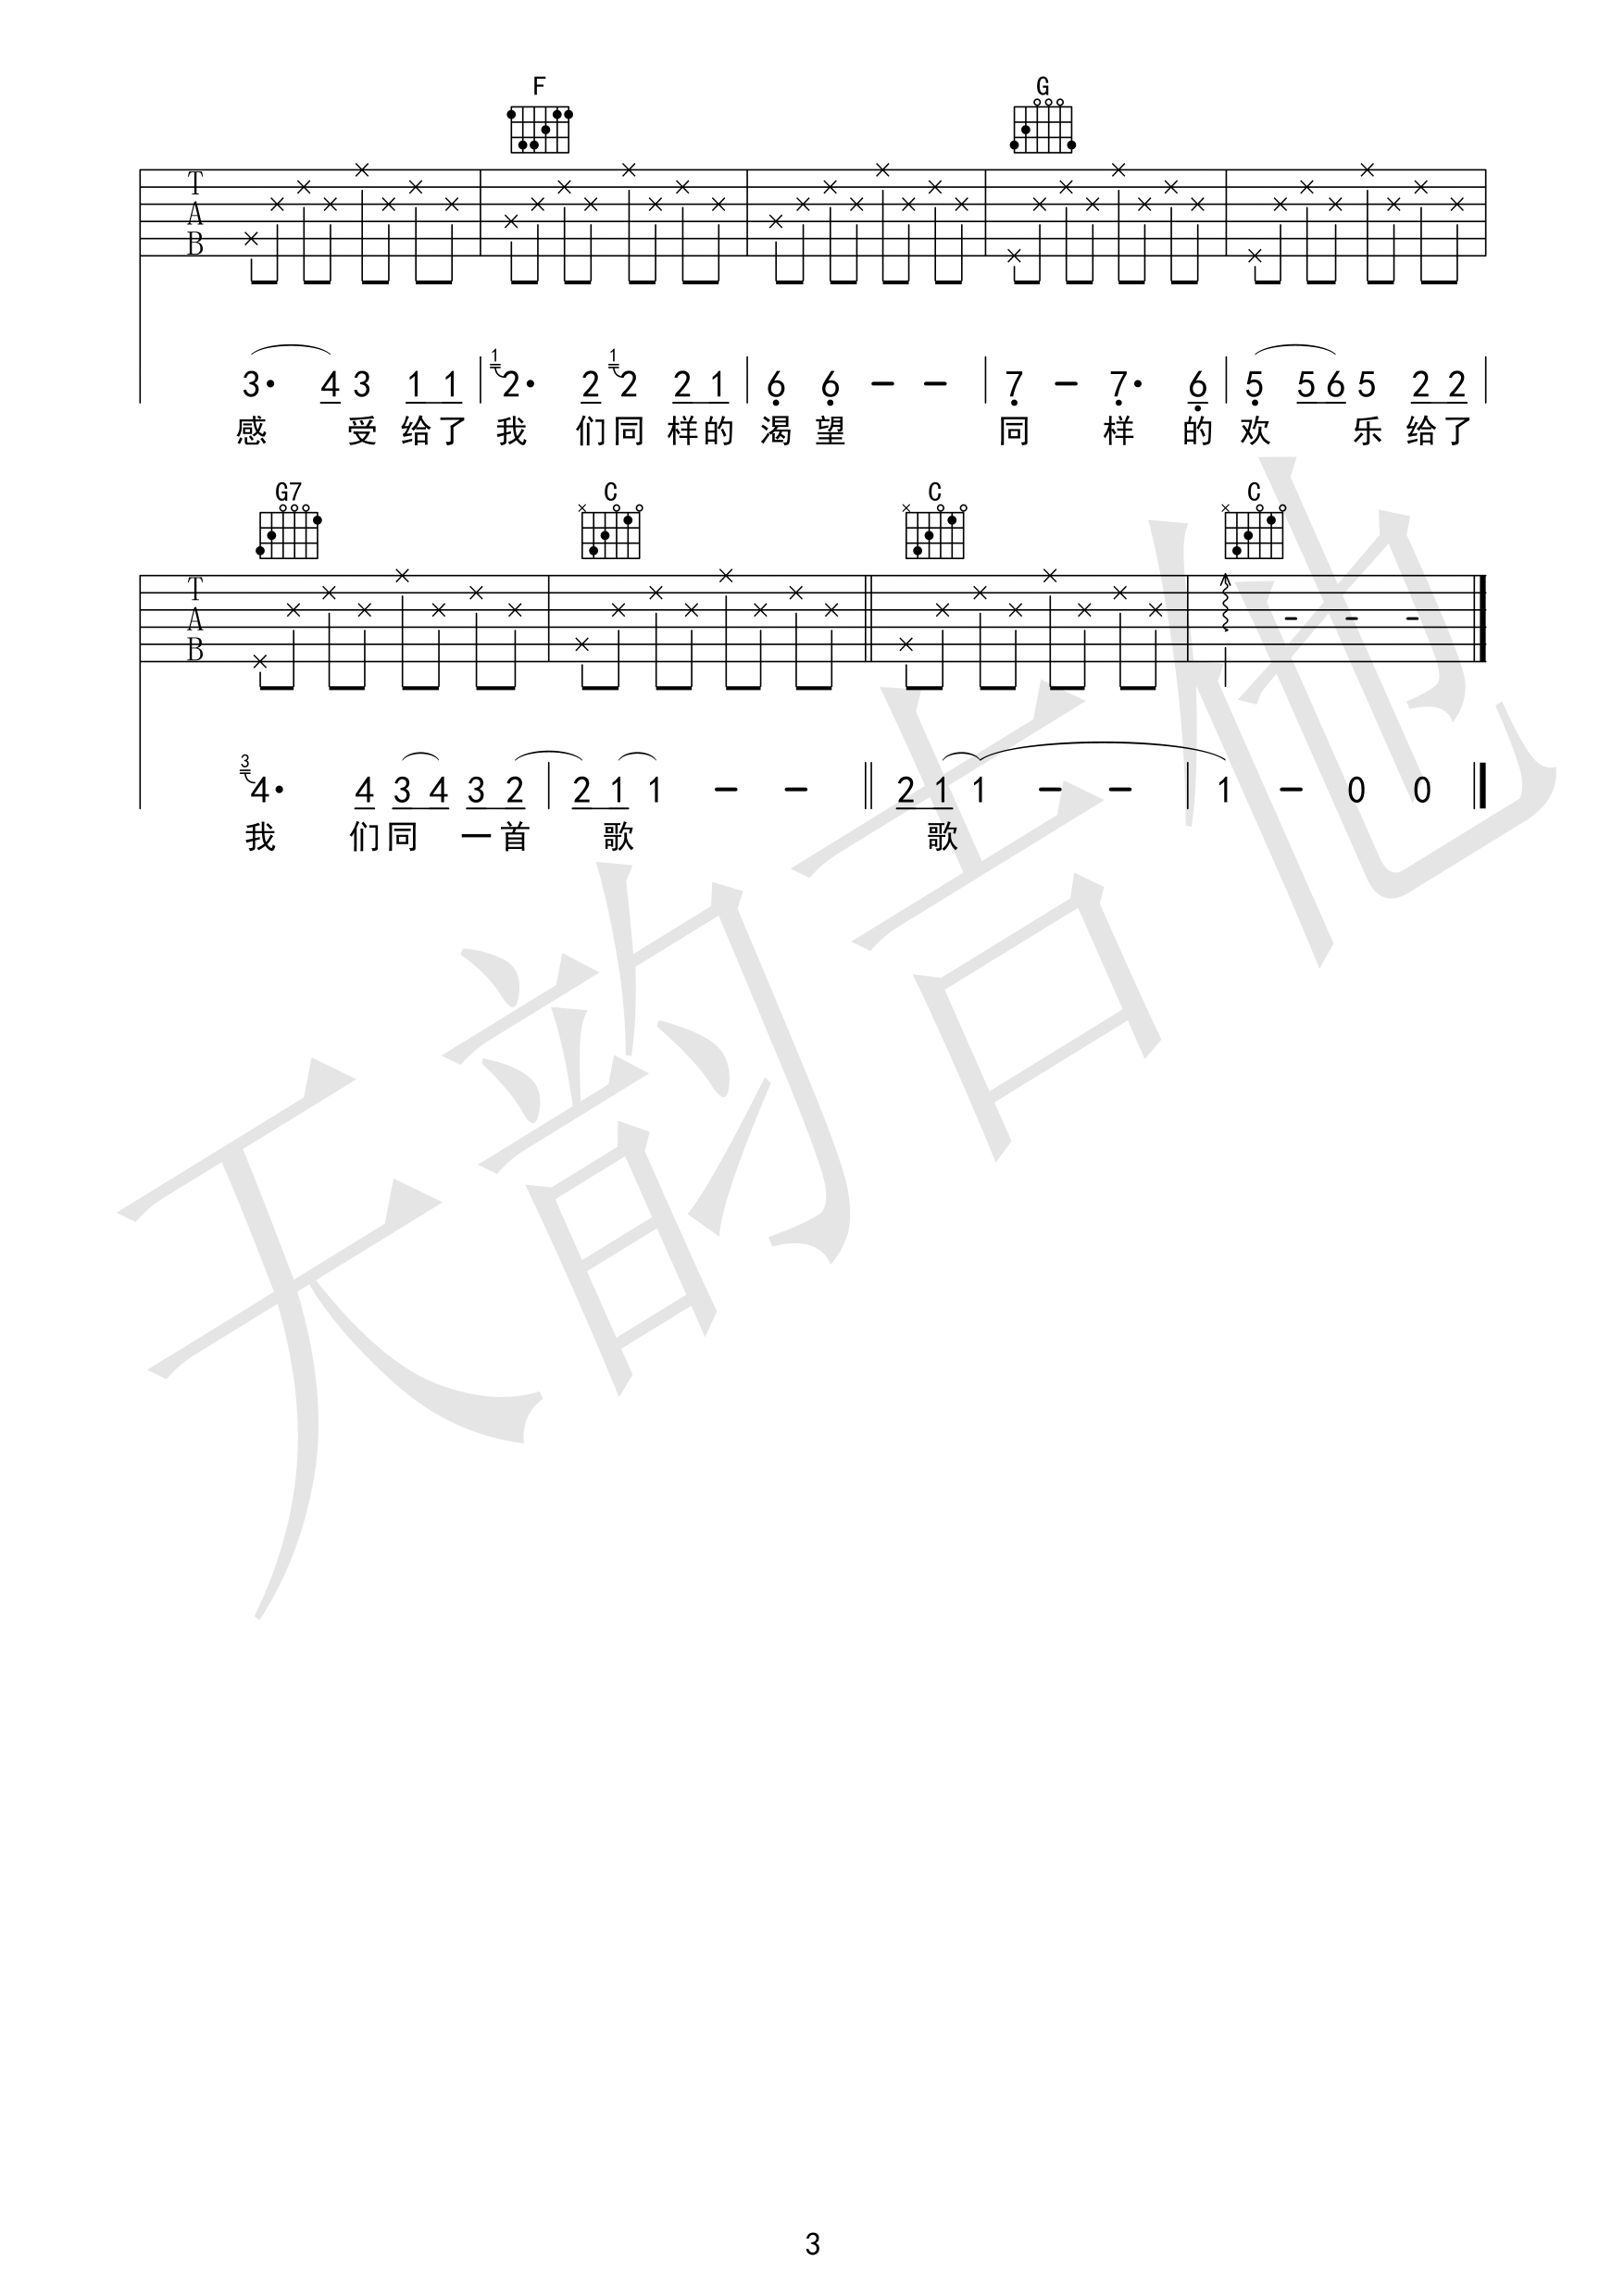 F G
T
A
B
3· 4 3 1 1 | 1 2· 2 1 2 2 1 | 6 6 – – | 7 – 7· 6 | 5 5 6 5 2 2 |
感 受 给 了 我 们 同 样 的 渴 望 同 样 的 欢 乐 给 了
G7 C C C
T
A
B
3 4· 4 3 4 3 2 | 2 1 1 – – || 2 1 1 – – | 1 – 0 0
我 们 同 一 首 歌 歌
天韵吉他
3